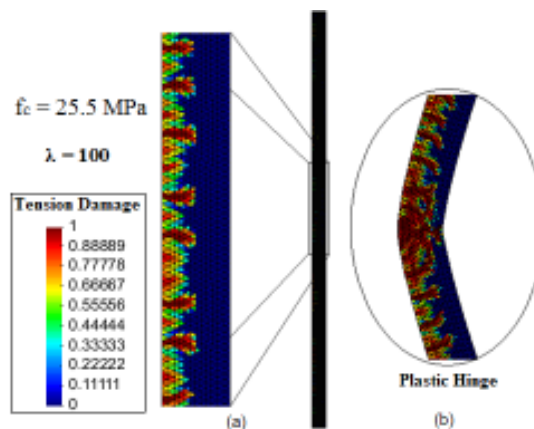 fc = 25.5 MPa
λ = 100
Tension Damage
1
0.88889
0.77778
0.66667
0.55556
0.44444
0.33333
0.22222
0.11111
0
Plastic Hinge
(a)
(b)